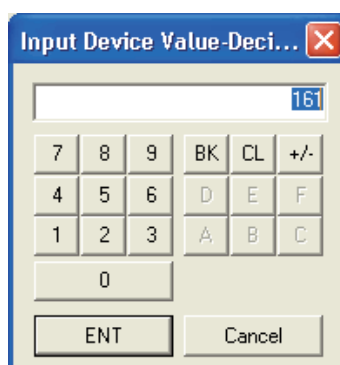 Input Device Value-Deci...
161
7 8 9 BK CL +/-
4 5 6 D E F
1 2 3 A B C
0
ENT Cancel